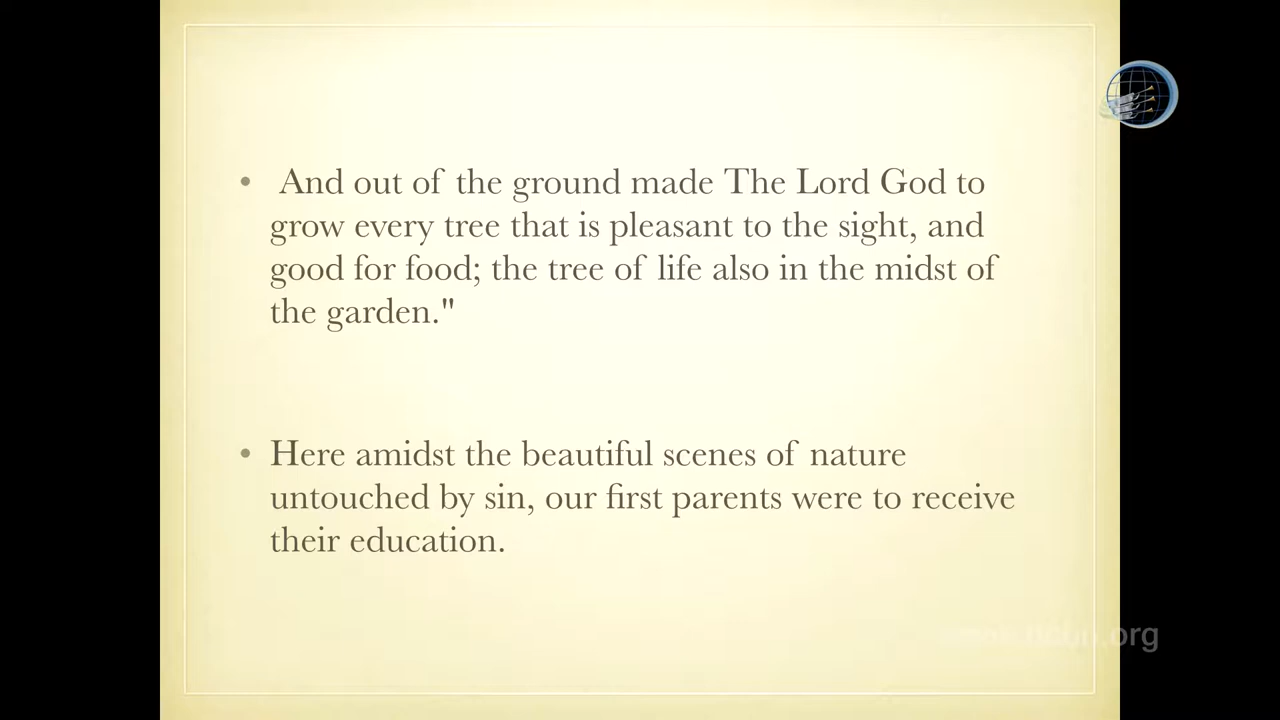 • And out of the ground made The Lord God to
grow every tree that is pleasant to the sight, and
good for food; the tree of life also in the midst of
the garden."
• Here amidst the beautiful scenes of nature
untouched by sin, our first parents were to receive
their education.
.org